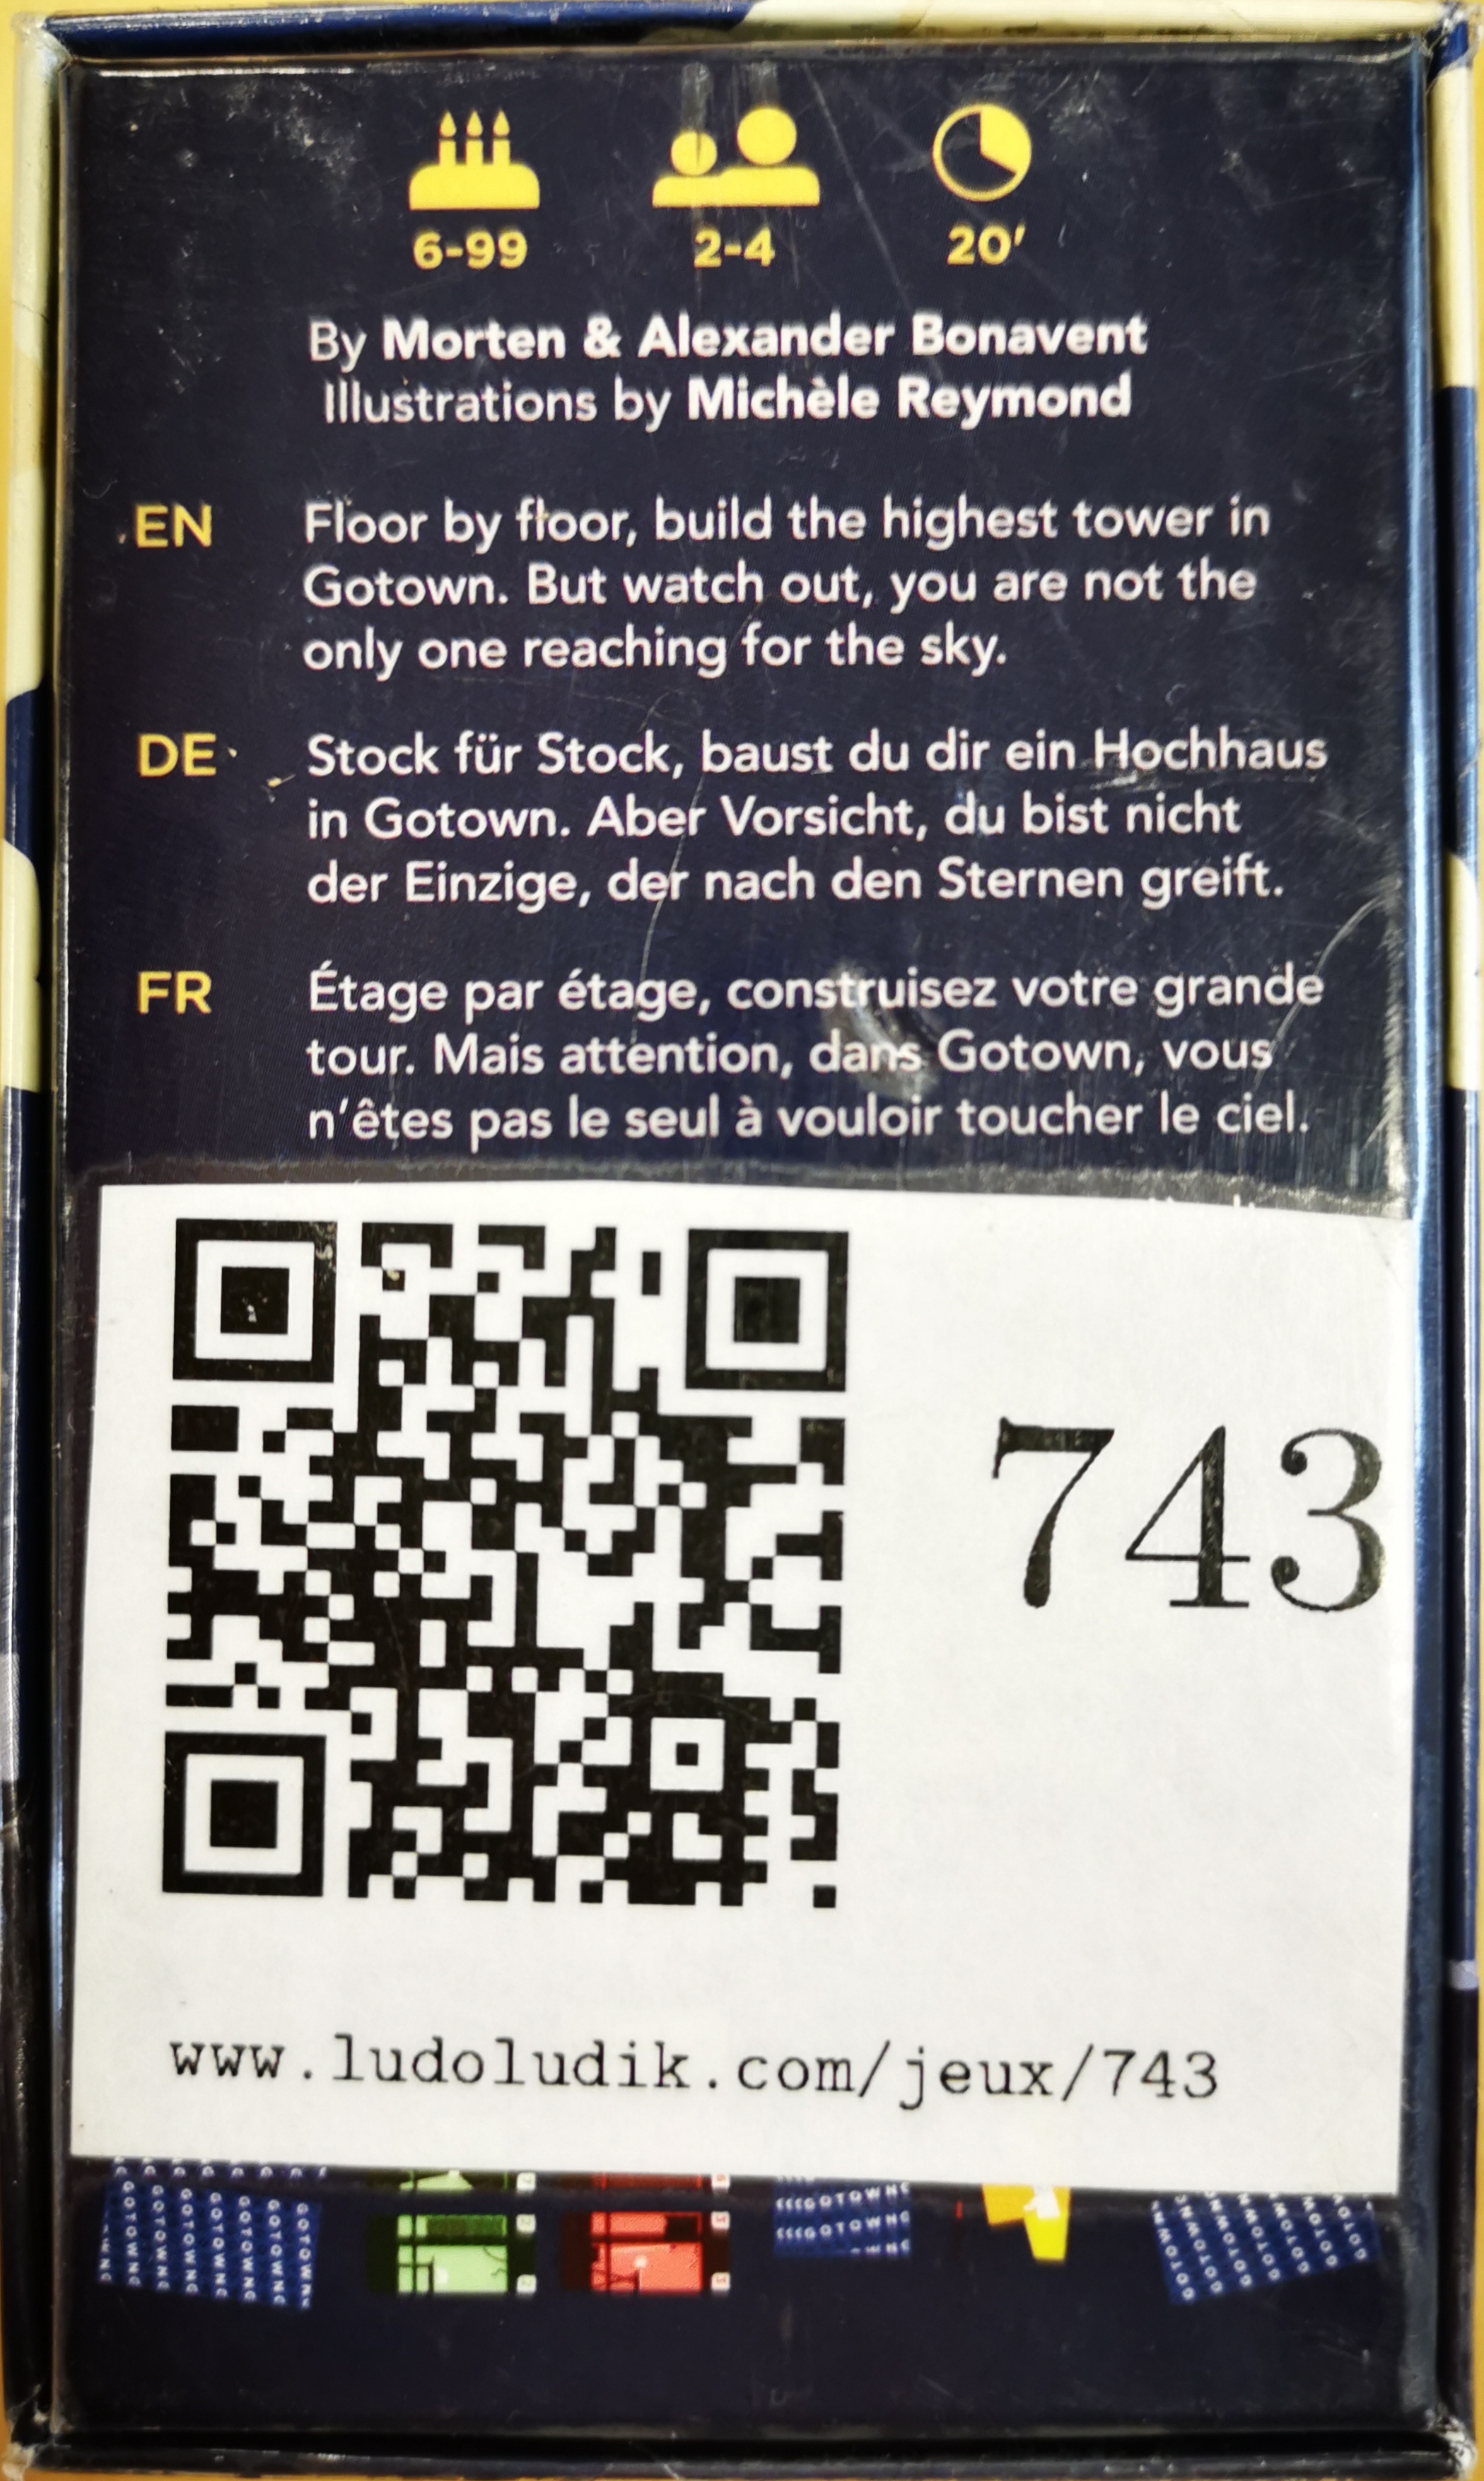 6-99 2-4 20'
By Morten & Alexander Bonavent
Illustrations by Michèle Reymond
EN
Floor by floor, build the highest tower in
Gotown. But watch out, you are not the
only one reaching for the sky.
DE
Stock für Stock, baust du dir ein Hochhaus
in Gotown. Aber Vorsicht, du bist nicht
der Einzige, der nach den Sternen greift.
FR
Étage par étage, construisez votre grande
tour. Mais attention, dans Gotown, vous
n'êtes pas le seul à vouloir toucher le ciel.
743
www.ludoludik.com/jeux/743
GOTOWN
GOTOWN
GOTOWN